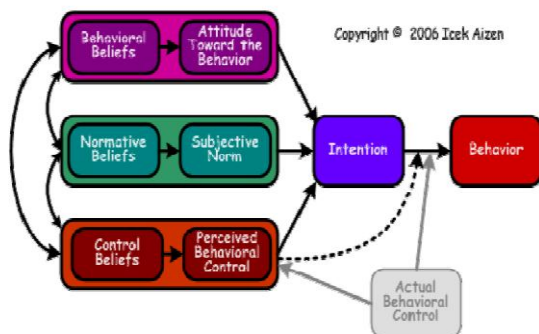 Behavioral
Beliefs
Attitude
Toward the
Behavior
Copyright © 2006 Icek Aizen
Normative
Beliefs
Subjective
Norm
Intention
Behavior
Control
Beliefs
Perceived
Behavioral
Control
Actual
Behavioral
Control